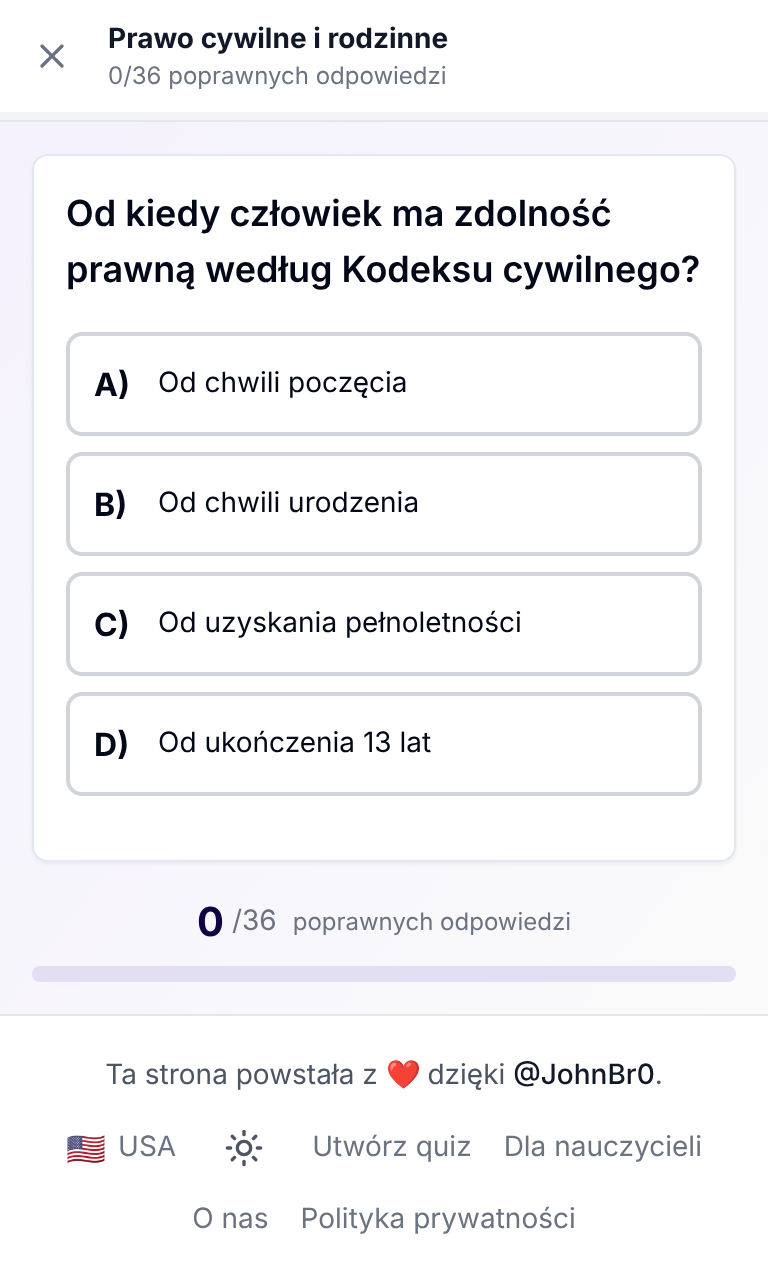 Prawo cywilne i rodzinne
0/36 poprawnych odpowiedzi
Od kiedy człowiek ma zdolność
prawną według Kodeksu cywilnego?
A) Od chwili poczęcia
B) Od chwili urodzenia
C) Od uzyskania pełnoletności
D) Od ukończenia 13 lat
0 /36 poprawnych odpowiedzi
Ta strona powstała z ❤️ dzięki @JohnBr0.
🇺🇸 USA Utwórz quiz Dla nauczycieli
O nas Polityka prywatności